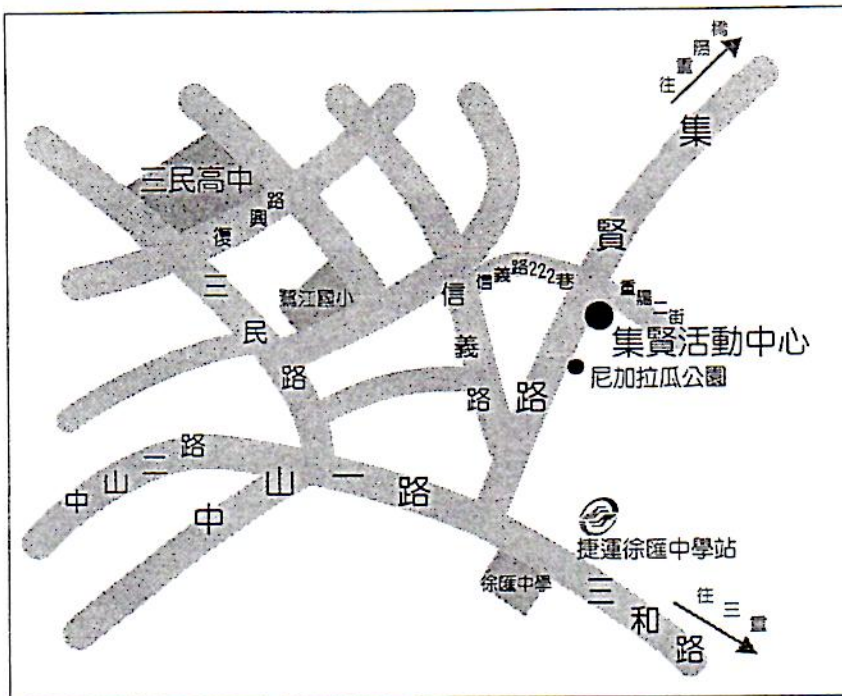 往重陽橋
集賢路
三民高中
復興路
三民路
鷺江國小
信義路222巷
信義路
重陽二街
集賢活動中心
尼加拉瓜公園
中山二路
中山一路
捷運徐匯中學站
徐匯中學
三和路
往三重